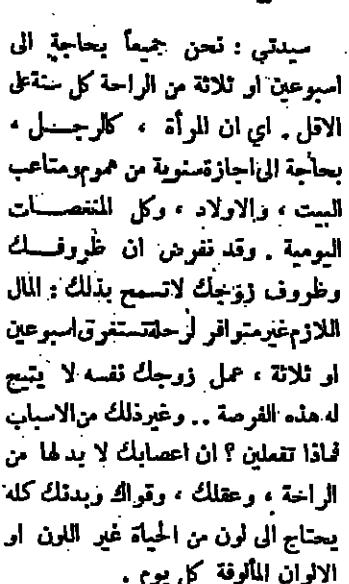 سيدتي : نحن جميعاً بحاجة الى
اسبوعين او ثلاثة من الراحة كل سنة على
الاقل . اي ان المرأة ، كالرجـــل ،
بحاجة الى اجازة سنوية من هموم ومتاعب
البيت ، والاولاد ، وكل المنغصـــات
اليومية . وقد نفرض ان ظروفـــك
وظروف زوجك لاتسمح بذلك : المال
اللازم غير متوافر لرحلة تستغرق اسبوعين
او ثلاثة ، عمل زوجك نفسه لا يتيح
له هذه الفرصة .. وغير ذلك من الاسباب
فماذا تفعلين ؟ ان اعصابك لا بد لها من
الراحة ، وعقلك ، وقواك وبدنك كله
يحتاج الى لون من الحياة غير اللون او
الالوان المألوفة كل يوم .